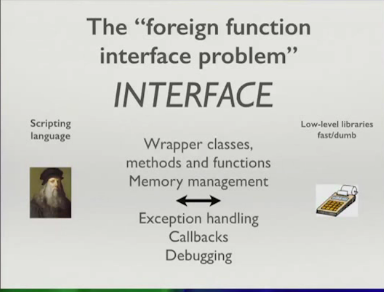 The “foreign function
interface problem”
INTERFACE
Scripting
language
Low-level libraries
fast/dumb
Wrapper classes,
methods and functions
Memory management
Exception handling
Callbacks
Debugging